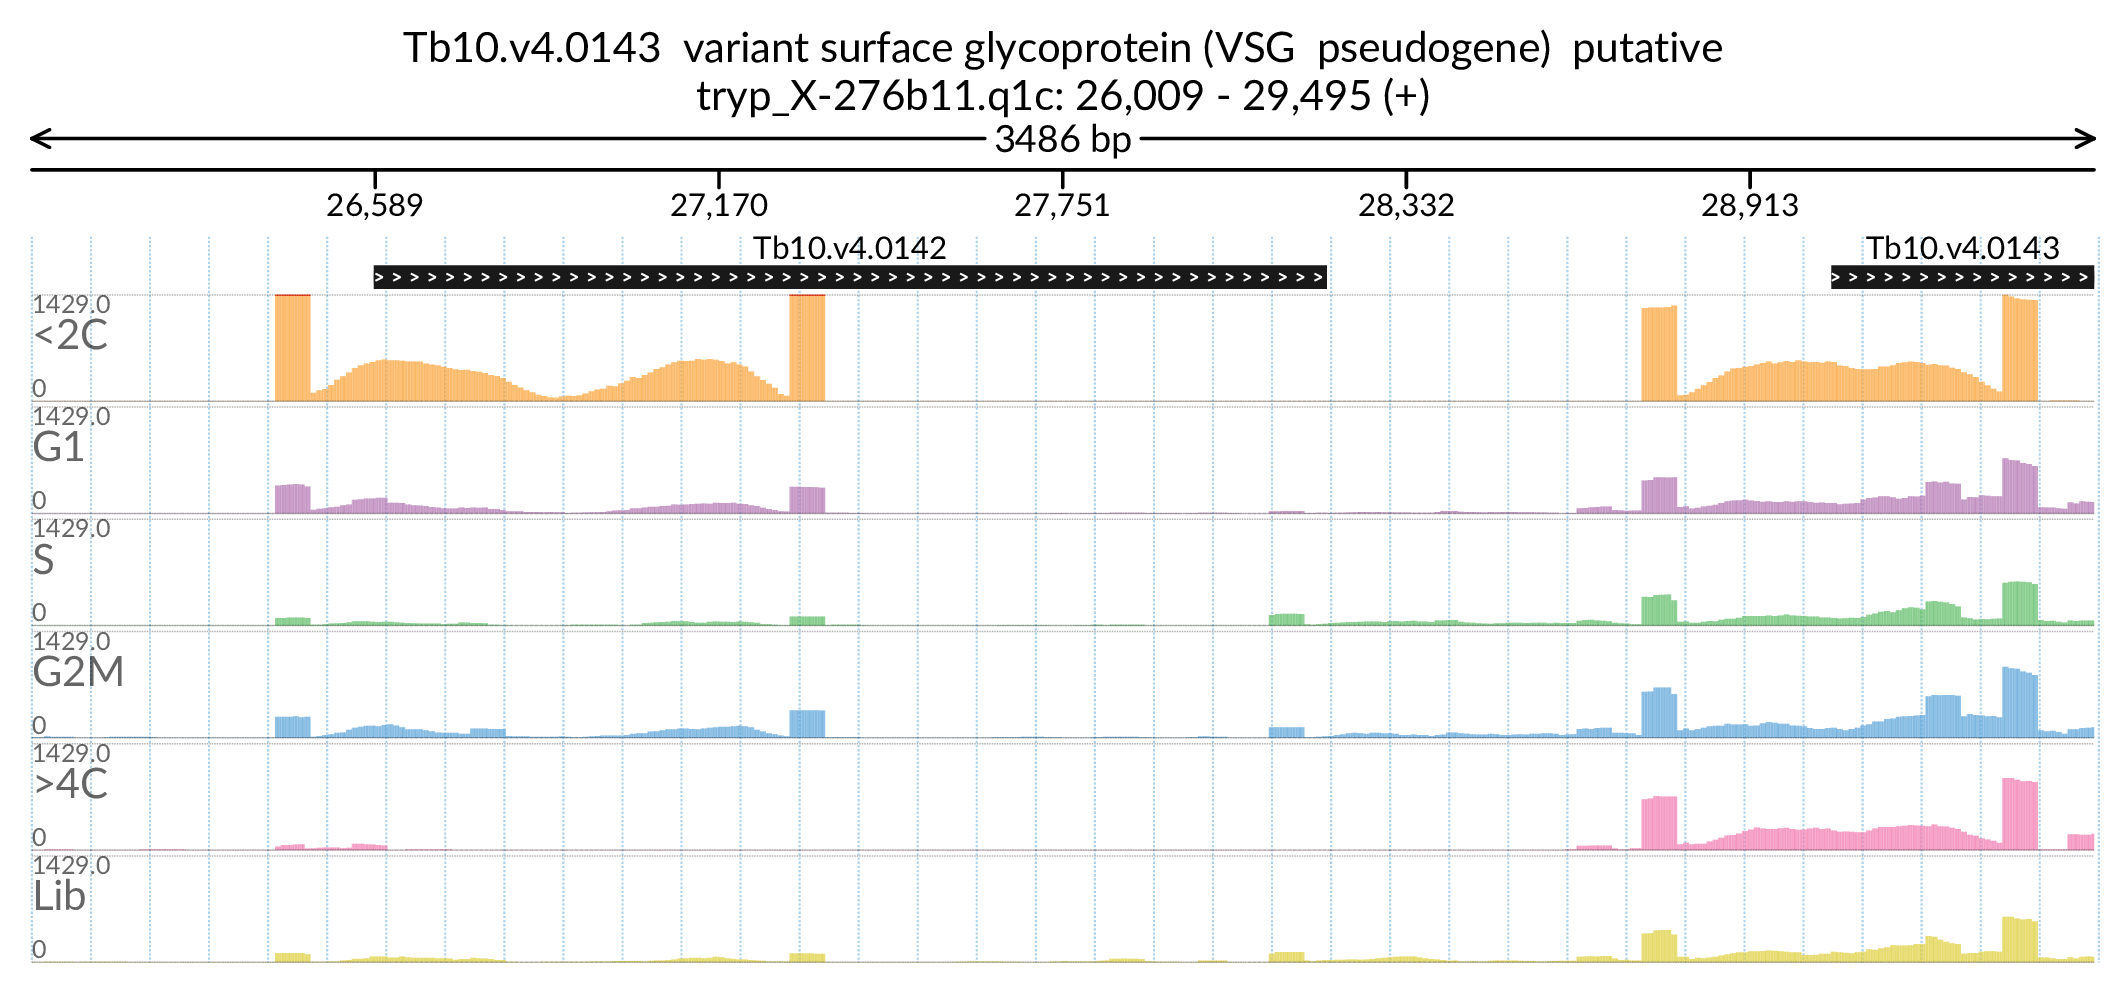 Tb10.v4.0143 variant surface glycoprotein (VSG pseudogene) putative
tryp_X-276b11.q1c: 26,009 - 29,495 (+)
3486 bp
26,589 27,170 27,751 28,332 28,913
Tb10.v4.0142 Tb10.v4.0143
1429.0
<2C
0
1429.0
G1
0
1429.0
S
0
1429.0
G2M
0
1429.0
>4C
0
1429.0
Lib
0